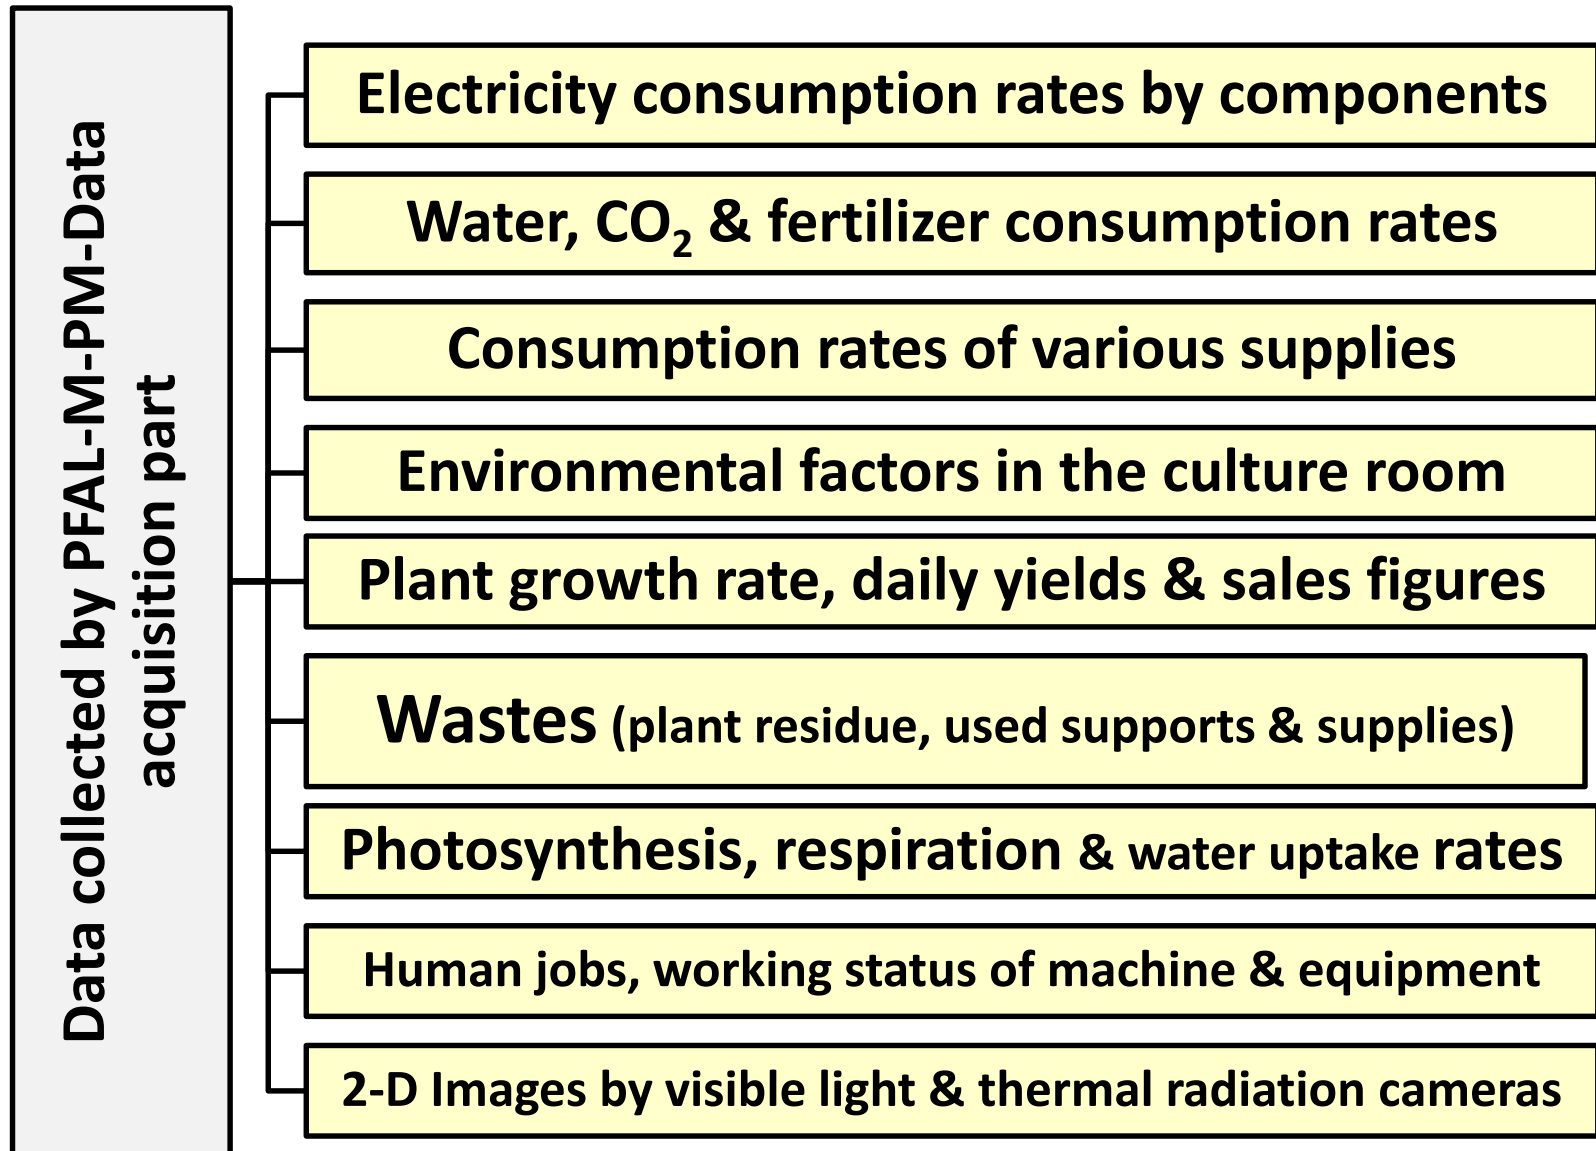 Data collected by PFAL-M-PM-Data
acquisition part
Electricity consumption rates by components
Water, CO₂ & fertilizer consumption rates
Consumption rates of various supplies
Environmental factors in the culture room
Plant growth rate, daily yields & sales figures
Wastes (plant residue, used supports & supplies)
Photosynthesis, respiration & water uptake rates
Human jobs, working status of machine & equipment
2-D Images by visible light & thermal radiation cameras